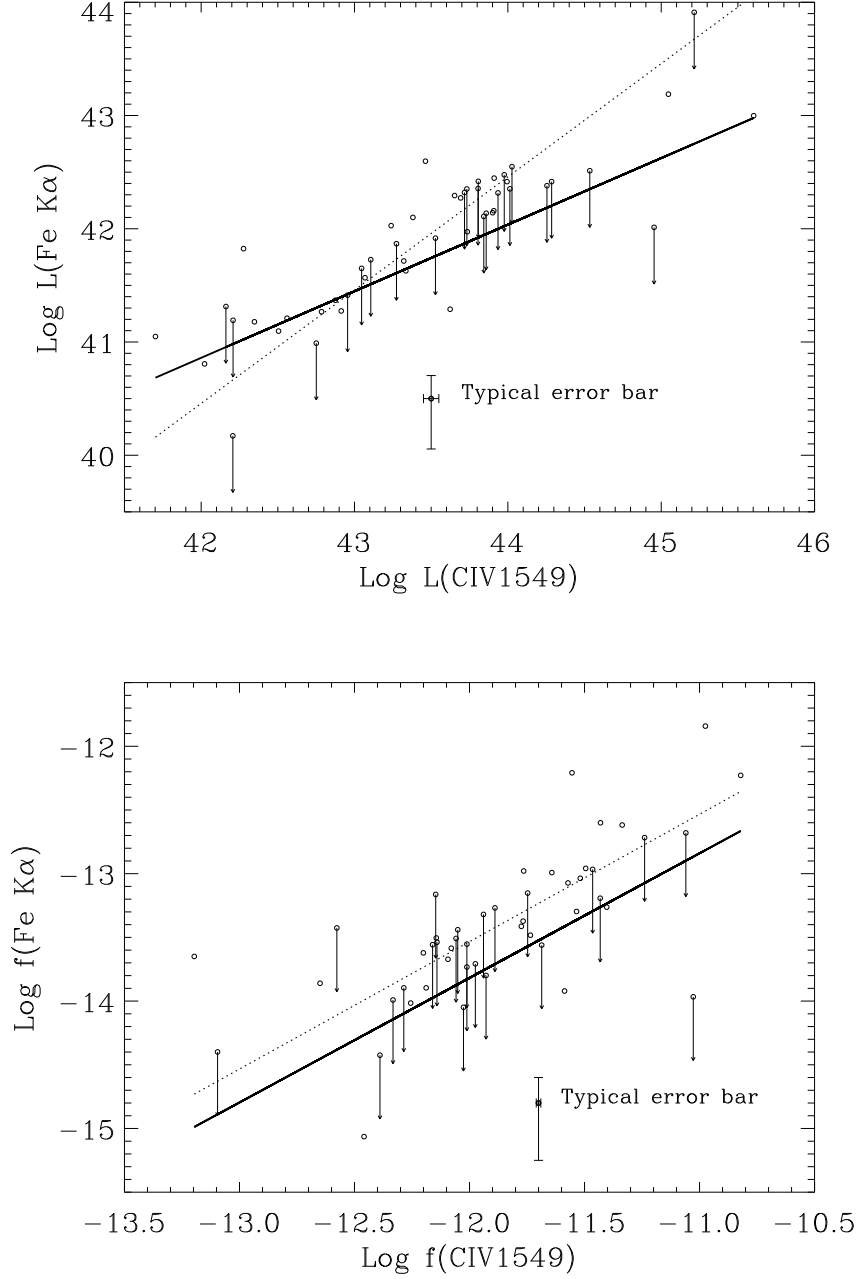 44
43
42
41
40
Log L(Fe Kα)
Typical error bar
42 43 44 45 46
Log L(CIV1549)
−12
−13
−14
−15
Log f(Fe Kα)
Typical error bar
−13.5 −13.0 −12.5 −12.0 −11.5 −11.0 −10.5
Log f(CIV1549)